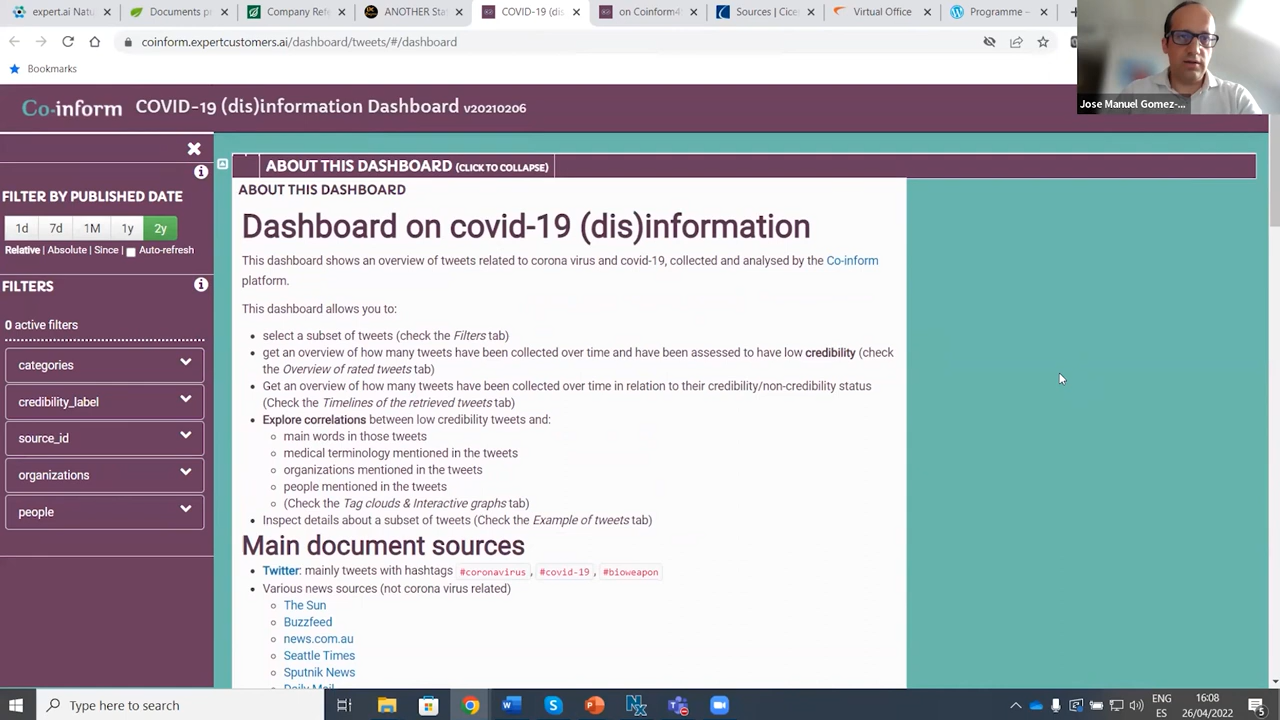 expert.ai Natu
Documents p
Company Rel
ANOTHER Sta
COVID-19 (dis
on Coinform4
Sources | Cice
Virtual Office
Programme –
coinform.expertcustomers.ai/dashboard/tweets/#/dashboard
Bookmarks
Jose Manuel Gomez-...
Co-inform COVID-19 (dis)information Dashboard v20210206
FILTER BY PUBLISHED DATE
1d 7d 1M 1y 2y
Relative | Absolute | Since | Auto-refresh
FILTERS
0 active filters
categories
credibility_label
source_id
organizations
people
ABOUT THIS DASHBOARD (CLICK TO COLLAPSE)
ABOUT THIS DASHBOARD
Dashboard on covid-19 (dis)information
This dashboard shows an overview of tweets related to corona virus and covid-19, collected and analysed by the Co-inform
platform.
This dashboard allows you to:
select a subset of tweets (check the Filters tab)
get an overview of how many tweets have been collected over time and have been assessed to have low credibility (check
the Overview of rated tweets tab)
Get an overview of how many tweets have been collected over time in relation to their credibility/non-credibility status
(Check the Timelines of the retrieved tweets tab)
Explore correlations between low credibility tweets and:
main words in those tweets
medical terminology mentioned in the tweets
organizations mentioned in the tweets
people mentioned in the tweets
(Check the Tag clouds & Interactive graphs tab)
Inspect details about a subset of tweets (Check the Example of tweets tab)
Main document sources
Twitter: mainly tweets with hashtags #coronavirus, #covid-19, #bioweapon
Various news sources (not corona virus related)
The Sun
Buzzfeed
news.com.au
Seattle Times
Sputnik News
Daily Mail
Type here to search
ENG
ES
16:08
26/04/2022
5